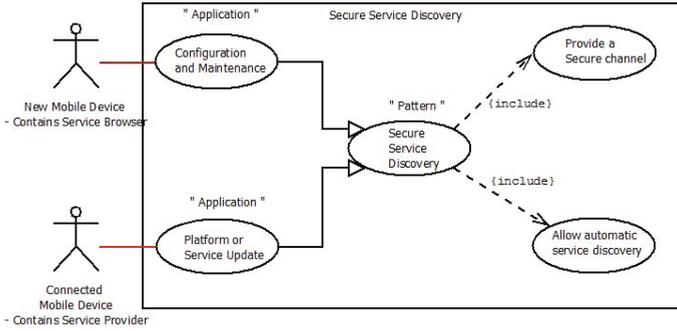 " Application "
Secure Service Discovery
Configuration
and Maintenance
Provide a
Secure channel
New Mobile Device
- Contains Service Browser
" Pattern "
{include}
Secure
Service
Discovery
{include}
" Application "
Platform or
Service Update
Allow automatic
service discovery
Connected
Mobile Device
- Contains Service Provider